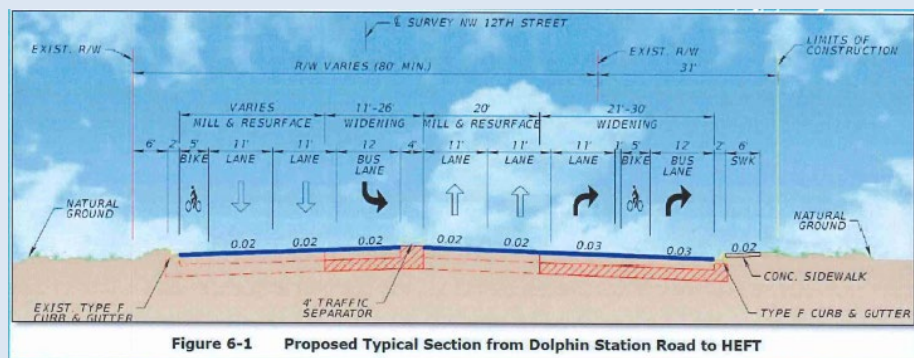 ℄ SURVEY NW 12TH STREET
EXIST. R/W
EXIST. R/W
LIMITS OF
CONSTRUCTION
R/W VARIES (80' MIN.)
31'
VARIES
MILL & RESURFACE
11'-26'
WIDENING
20'
MILL & RESURFACE
21'-30'
WIDENING
6' 2' 5' 11' 11' 12' 4' 11' 11' 11' 1' 5' 12' 2' 6'
BIKE LANE LANE BUS LANE LANE LANE LANE BIKE BUS LANE SWK
NATURAL
GROUND
NATURAL
GROUND
0.02 0.02 0.02 0.02 0.02 0.03 0.03 0.02
CONC. SIDEWALK
EXIST. TYPE F
CURB & GUTTER
4' TRAFFIC
SEPARATOR
TYPE F CURB & GUTTER
Figure 6-1 Proposed Typical Section from Dolphin Station Road to HEFT